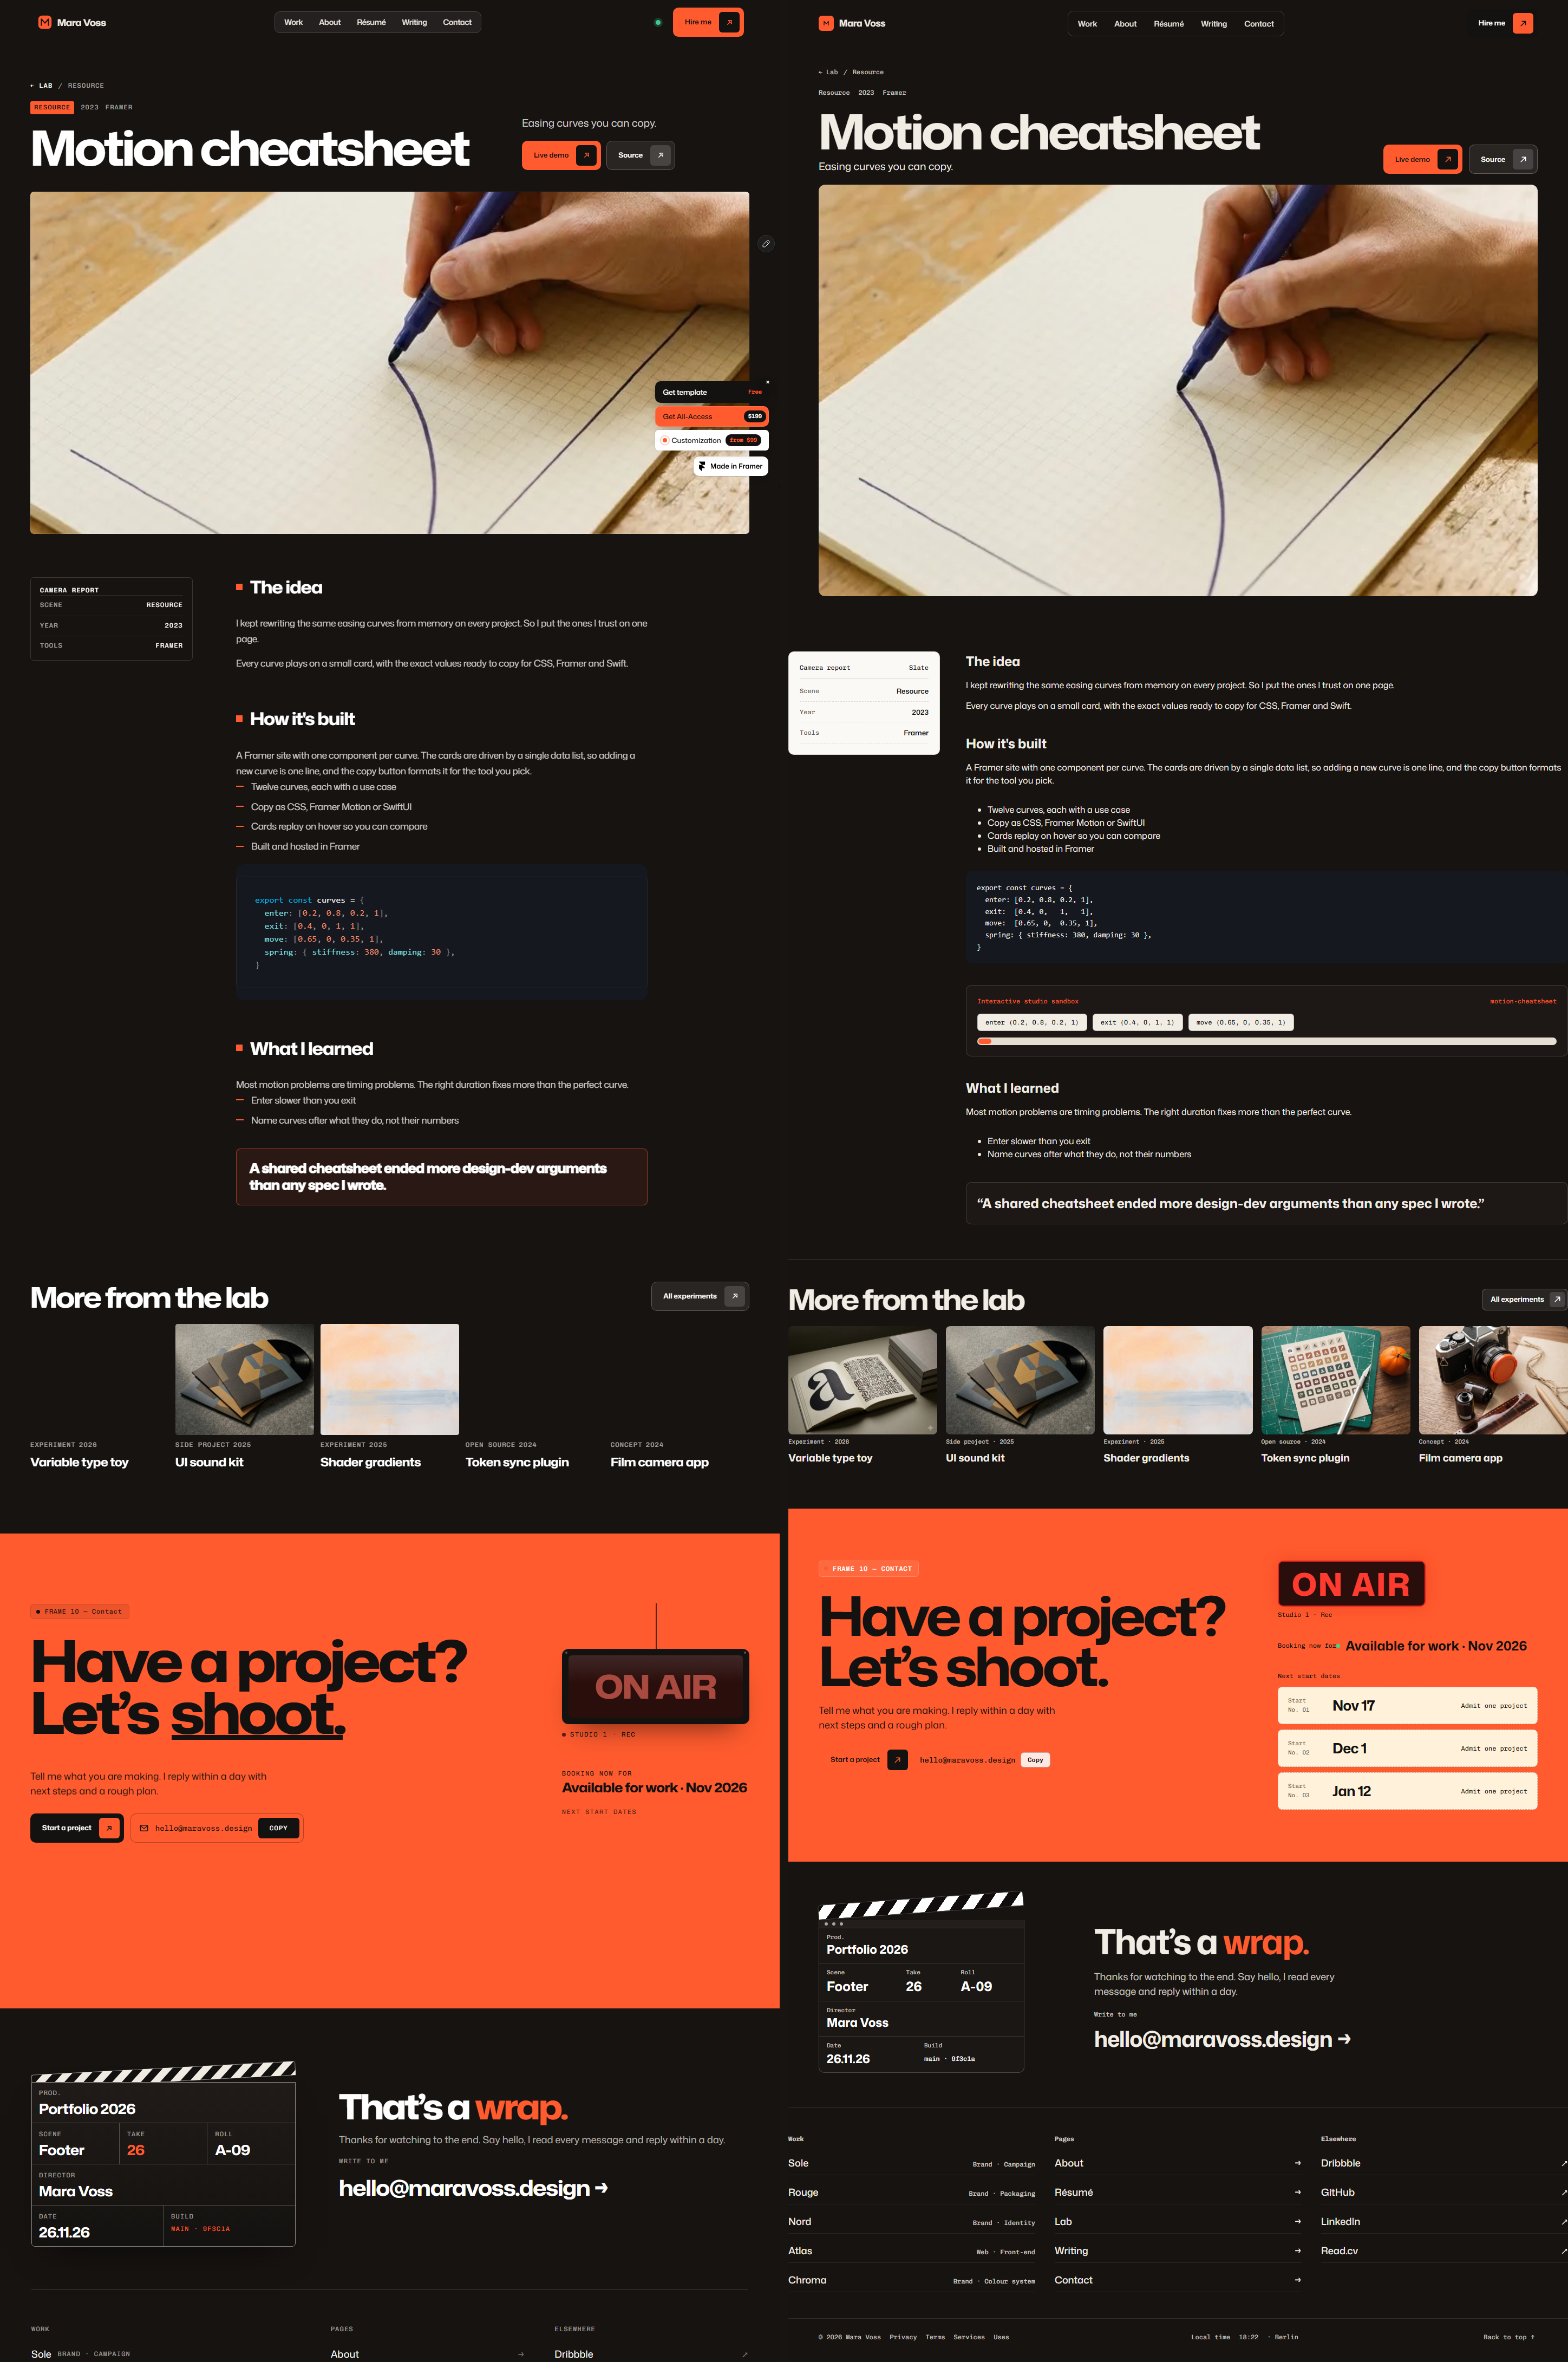 Mara Voss
Work About Résumé Writing Contact
Hire me
← LAB / RESOURCE
RESOURCE 2023 FRAMER
Motion cheatsheet
Easing curves you can copy.
Live demo
Source
Get template Free
Get All-Access $199
Customization from $99
Made in Framer
CAMERA REPORT
SCENE RESOURCE
YEAR 2023
TOOLS FRAMER
The idea
I kept rewriting the same easing curves from memory on every project. So I put the ones I trust on one
page.
Every curve plays on a small card, with the exact values ready to copy for CSS, Framer and Swift.
How it's built
A Framer site with one component per curve. The cards are driven by a single data list, so adding a
new curve is one line, and the copy button formats it for the tool you pick.
Twelve curves, each with a use case
Copy as CSS, Framer Motion or SwiftUI
Cards replay on hover so you can compare
Built and hosted in Framer
export const curves = {
enter: [0.2, 0.8, 0.2, 1],
exit: [0.4, 0, 1, 1],
move: [0.65, 0, 0.35, 1],
spring: { stiffness: 380, damping: 30 },
}
What I learned
Most motion problems are timing problems. The right duration fixes more than the perfect curve.
Enter slower than you exit
Name curves after what they do, not their numbers
A shared cheatsheet ended more design-dev arguments
than any spec I wrote.
More from the lab
All experiments
EXPERIMENT 2026
Variable type toy
SIDE PROJECT 2025
UI sound kit
EXPERIMENT 2025
Shader gradients
OPEN SOURCE 2024
Token sync plugin
CONCEPT 2024
Film camera app
FRAME 10 — Contact
Have a project?
Let's shoot.
Tell me what you are making. I reply within a day with
next steps and a rough plan.
Start a project
hello@maravoss.design COPY
ON AIR
STUDIO 1 · REC
BOOKING NOW FOR
Available for work · Nov 2026
NEXT START DATES
PROD.
Portfolio 2026
SCENE TAKE ROLL
Footer 26 A-09
DIRECTOR
Mara Voss
DATE BUILD
26.11.26 MAIN · 9F3C1A
That's a wrap.
Thanks for watching to the end. Say hello, I read every message and reply within a day.
WRITE TO ME
hello@maravoss.design →
WORK PAGES ELSEWHERE
Sole BRAND · CAMPAIGN About → Dribbble ↗
Mara Voss
Work About Résumé Writing Contact
Hire me
← Lab / Resource
Resource 2023 Framer
Motion cheatsheet
Easing curves you can copy.
Live demo
Source
Camera report Slate
Scene Resource
Year 2023
Tools Framer
The idea
I kept rewriting the same easing curves from memory on every project. So I put the ones I trust on one page.
Every curve plays on a small card, with the exact values ready to copy for CSS, Framer and Swift.
How it's built
A Framer site with one component per curve. The cards are driven by a single data list, so adding a new curve is one line, and the copy button formats
it for the tool you pick.
Twelve curves, each with a use case
Copy as CSS, Framer Motion or SwiftUI
Cards replay on hover so you can compare
Built and hosted in Framer
export const curves = {
enter: [0.2, 0.8, 0.2, 1],
exit: [0.4, 0, 1, 1],
move: [0.65, 0, 0.35, 1],
spring: { stiffness: 380, damping: 30 },
}
Interactive studio sandbox motion-cheatsheet
enter (0.2, 0.8, 0.2, 1) exit (0.4, 0, 1, 1) move (0.65, 0, 0.35, 1)
What I learned
Most motion problems are timing problems. The right duration fixes more than the perfect curve.
Enter slower than you exit
Name curves after what they do, not their numbers
“A shared cheatsheet ended more design-dev arguments than any spec I wrote.”
More from the lab
All experiments
a
Experiment · 2026
Variable type toy
Side project · 2025
UI sound kit
Experiment · 2025
Shader gradients
Open source · 2024
Token sync plugin
Concept · 2024
Film camera app
FRAME 10 — CONTACT
Have a project?
Let's shoot.
Tell me what you are making. I reply within a day with
next steps and a rough plan.
Start a project
hello@maravoss.design Copy
ON AIR
Studio 1 · Rec
Booking now for Available for work · Nov 2026
Next start dates
Start No. 01 Nov 17 Admit one project
Start No. 02 Dec 1 Admit one project
Start No. 03 Jan 12 Admit one project
Prod.
Portfolio 2026
Scene Take Roll
Footer 26 A-09
Director
Mara Voss
Date Build
26.11.26 main · 9f3c1a
That's a wrap.
Thanks for watching to the end. Say hello, I read every
message and reply within a day.
Write to me
hello@maravoss.design →
Work Pages Elsewhere
Sole Brand · Campaign About → Dribbble ↗
Rouge Brand · Packaging Résumé → GitHub ↗
Nord Brand · Identity Lab → LinkedIn ↗
Atlas Web · Front-end Writing → Read.cv ↗
Chroma Brand · Colour system Contact →
© 2026 Mara Voss Privacy Terms Services Uses Local time 18:22 · Berlin Back to top ↑